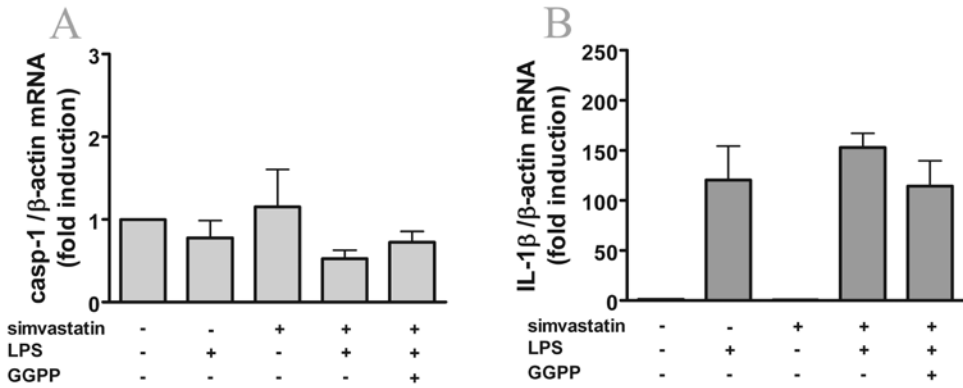 A
casp-1 /β-actin mRNA
(fold induction)
3
2
1
0
simvastatin - - + + +
LPS - + - + +
GGPP - - - - +
B
IL-1β /β-actin mRNA
(fold induction)
250
200
150
100
50
0
simvastatin - - + + +
LPS - + - + +
GGPP - - - - +